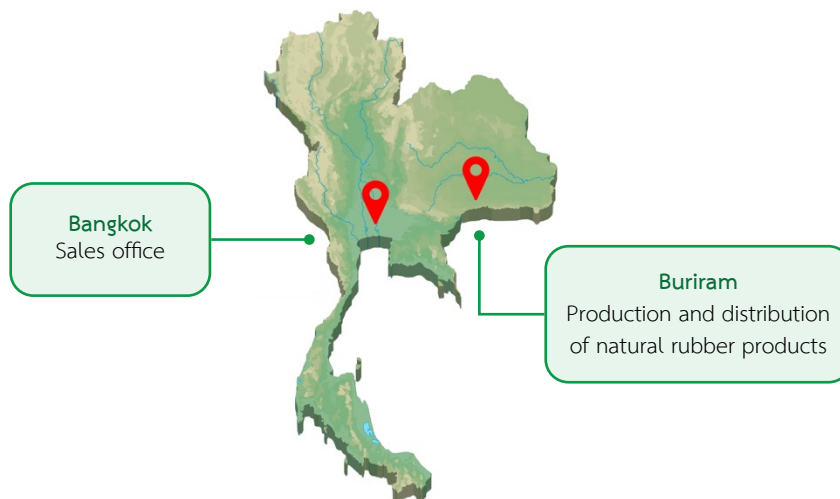 Bangkok
Sales office
Buriram
Production and distribution
of natural rubber products